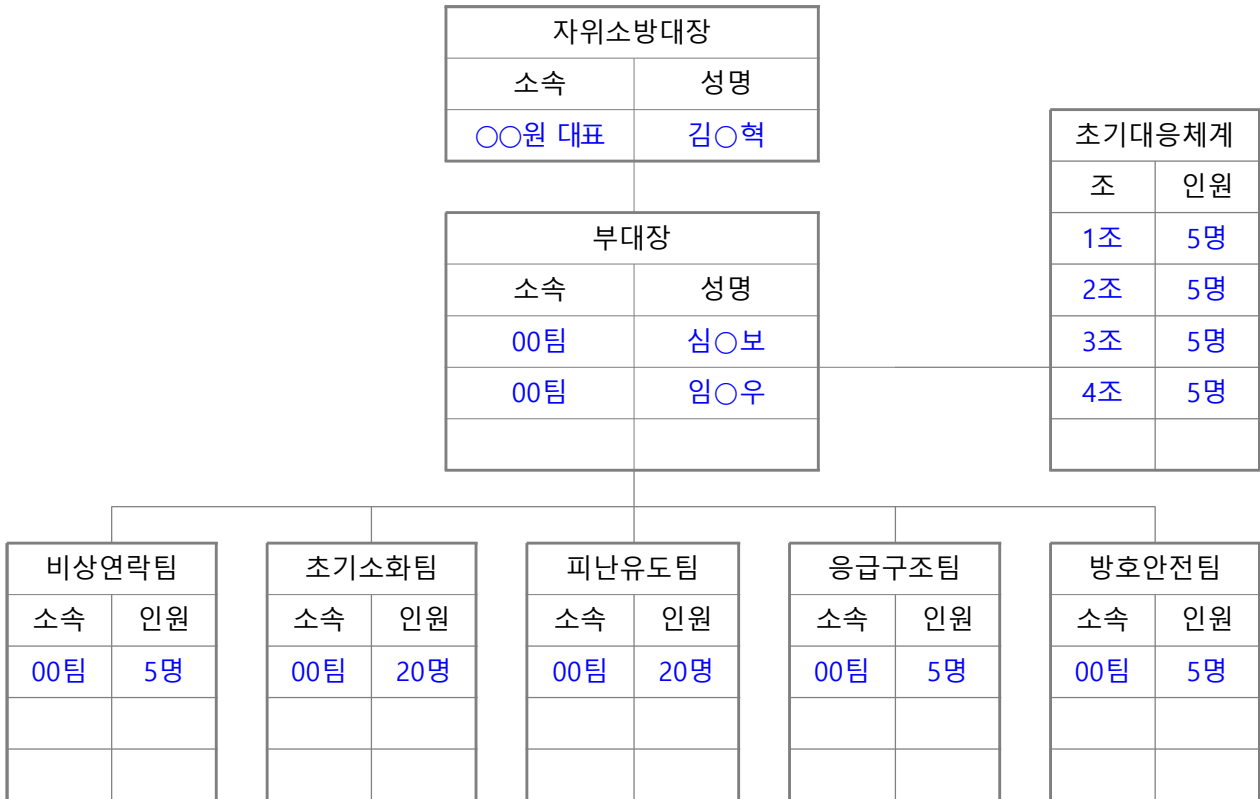 자위소방대장
소속 성명
○○원 대표 김○혁
초기대응체계
조 인원
1조 5명
2조 5명
3조 5명
4조 5명
부대장
소속 성명
00팀 심○보
00팀 임○우
비상연락팀
소속 인원
00팀 5명
초기소화팀
소속 인원
00팀 20명
피난유도팀
소속 인원
00팀 20명
응급구조팀
소속 인원
00팀 5명
방호안전팀
소속 인원
00팀 5명